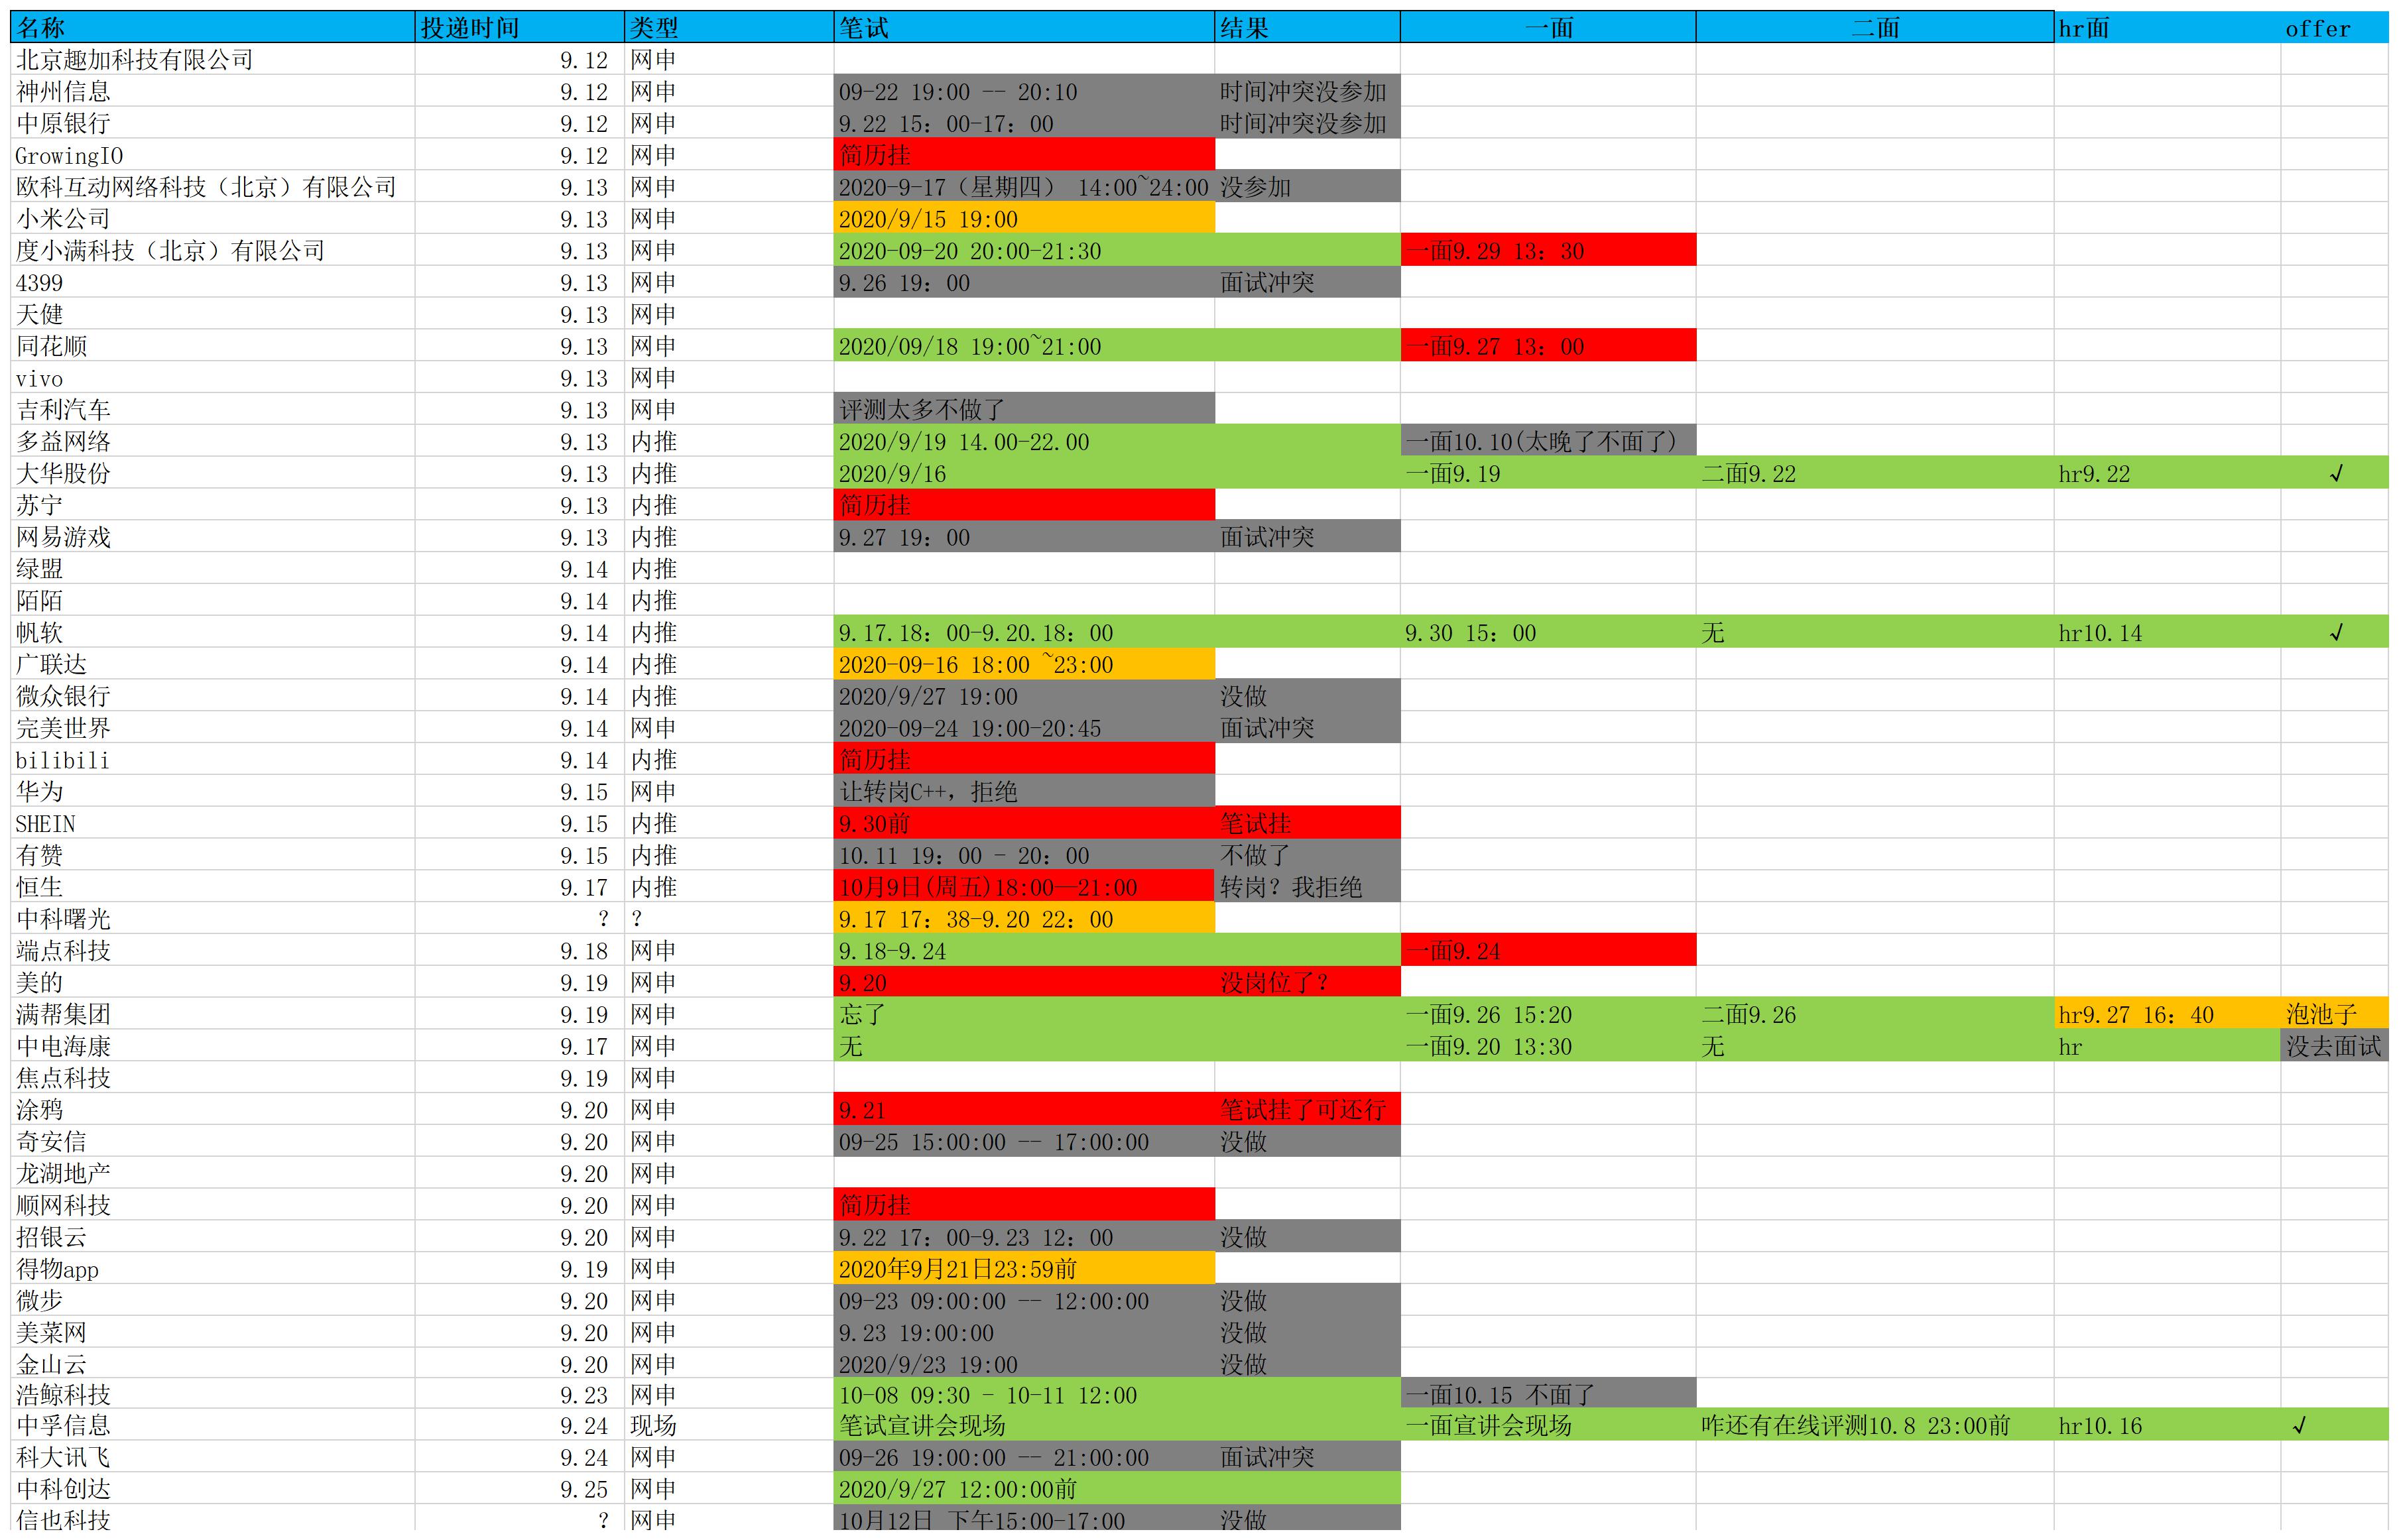 名称 投递时间 类型 笔试 结果 一面 二面 hr面 offer
北京趣加科技有限公司 9.12 网申
神州信息 9.12 网申 09-22 19:00 -- 20:10 时间冲突没参加
中原银行 9.12 网申 9.22 15：00-17：00 时间冲突没参加
GrowingIO 9.12 网申 简历挂
欧科互动网络科技（北京）有限公司 9.13 网申 2020-9-17（星期四） 14:00~24:00 没参加
小米公司 9.13 网申 2020/9/15 19:00
度小满科技（北京）有限公司 9.13 网申 2020-09-20 20:00-21:30 一面9.29 13：30
4399 9.13 网申 9.26 19：00 面试冲突
天健 9.13 网申
同花顺 9.13 网申 2020/09/18 19:00~21:00 一面9.27 13：00
vivo 9.13 网申
吉利汽车 9.13 网申 评测太多不做了
多益网络 9.13 内推 2020/9/19 14.00-22.00 一面10.10(太晚了不面了)
大华股份 9.13 内推 2020/9/16 一面9.19 二面9.22 hr9.22 √
苏宁 9.13 内推 简历挂
网易游戏 9.13 内推 9.27 19：00 面试冲突
绿盟 9.14 内推
陌陌 9.14 内推
帆软 9.14 内推 9.17.18：00-9.20.18：00 9.30 15：00 无 hr10.14 √
广联达 9.14 内推 2020-09-16 18:00 ~23:00
微众银行 9.14 内推 2020/9/27 19:00 没做
完美世界 9.14 网申 2020-09-24 19:00-20:45 面试冲突
bilibili 9.14 内推 简历挂
华为 9.15 网申 让转岗C++，拒绝
SHEIN 9.15 内推 9.30前 笔试挂
有赞 9.15 内推 10.11 19：00 - 20：00 不做了
恒生 9.17 内推 10月9日(周五)18:00—21:00 转岗？我拒绝
中科曙光 ? ? 9.17 17：38-9.20 22：00
端点科技 9.18 网申 9.18-9.24 一面9.24
美的 9.19 网申 9.20 没岗位了？
满帮集团 9.19 网申 忘了 一面9.26 15:20 二面9.26 hr9.27 16：40 泡池子
中电海康 9.17 网申 无 一面9.20 13:30 无 hr 没去面试
焦点科技 9.19 网申
涂鸦 9.20 网申 9.21 笔试挂了可还行
奇安信 9.20 网申 09-25 15:00:00 -- 17:00:00 没做
龙湖地产 9.20 网申
顺网科技 9.20 网申 简历挂
招银云 9.20 网申 9.22 17：00-9.23 12：00 没做
得物app 9.19 网申 2020年9月21日23:59前
微步 9.20 网申 09-23 09:00:00 -- 12:00:00 没做
美菜网 9.20 网申 9.23 19:00:00 没做
金山云 9.20 网申 2020/9/23 19:00 没做
浩鲸科技 9.23 网申 10-08 09:30 - 10-11 12:00 一面10.15 不面了
中孚信息 9.24 现场 笔试宣讲会现场 一面宣讲会现场 咋还有在线评测10.8 23:00前 hr10.16 √
科大讯飞 9.24 网申 09-26 19:00:00 -- 21:00:00 面试冲突
中科创达 9.25 网申 2020/9/27 12:00:00前
信也科技 ? 网申 10月12日 下午15:00-17:00 没做